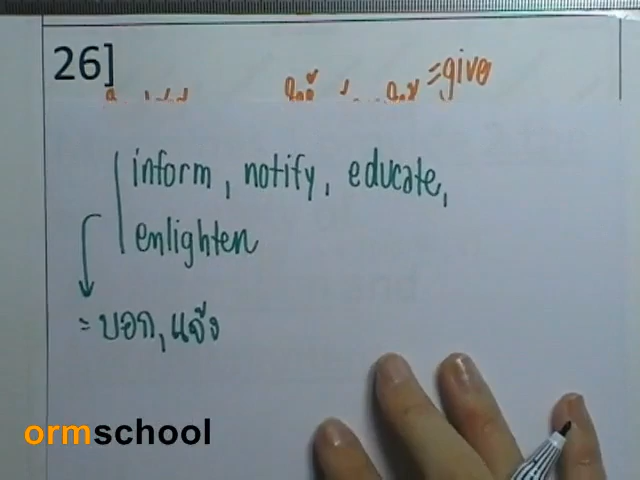 26]
=give
inform, notify, educate,
enlighten
= บอก, แจ้ง
ormschool